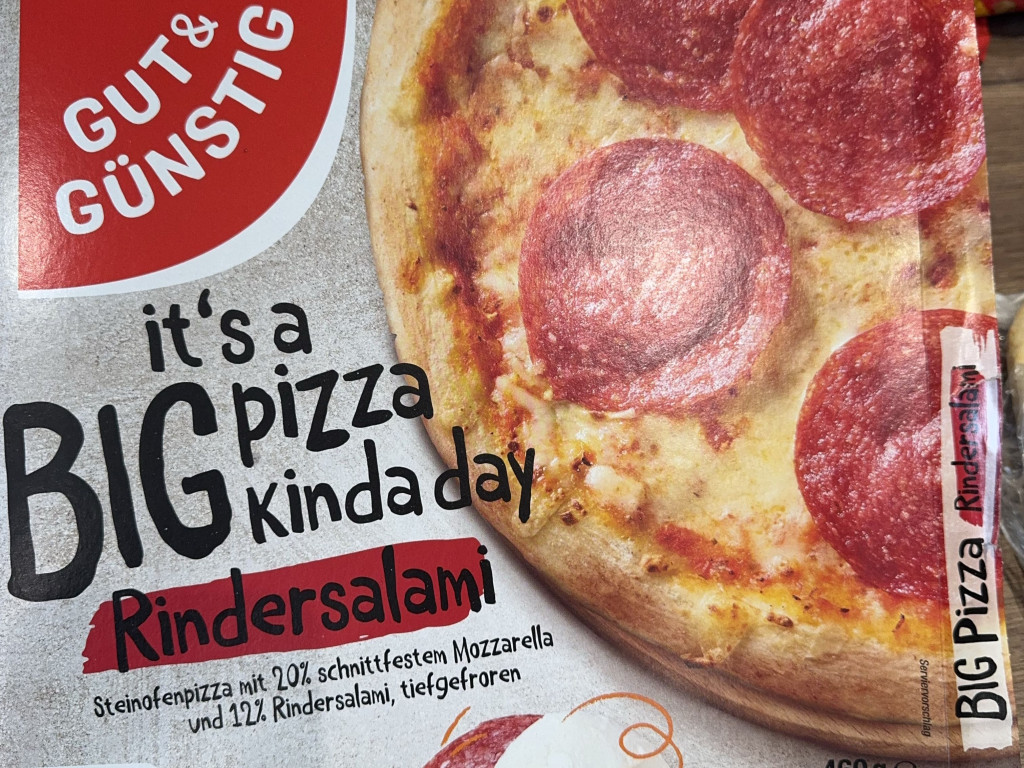 GUT&
GÜNSTIG
it's a
BIG pizza
kinda day
Rindersalami
Steinofenpizza mit 20% schnittfestem Mozzarella
und 12% Rindersalami, tiefgefroren
BIG Pizza Rindersalami
Serviervorschlag